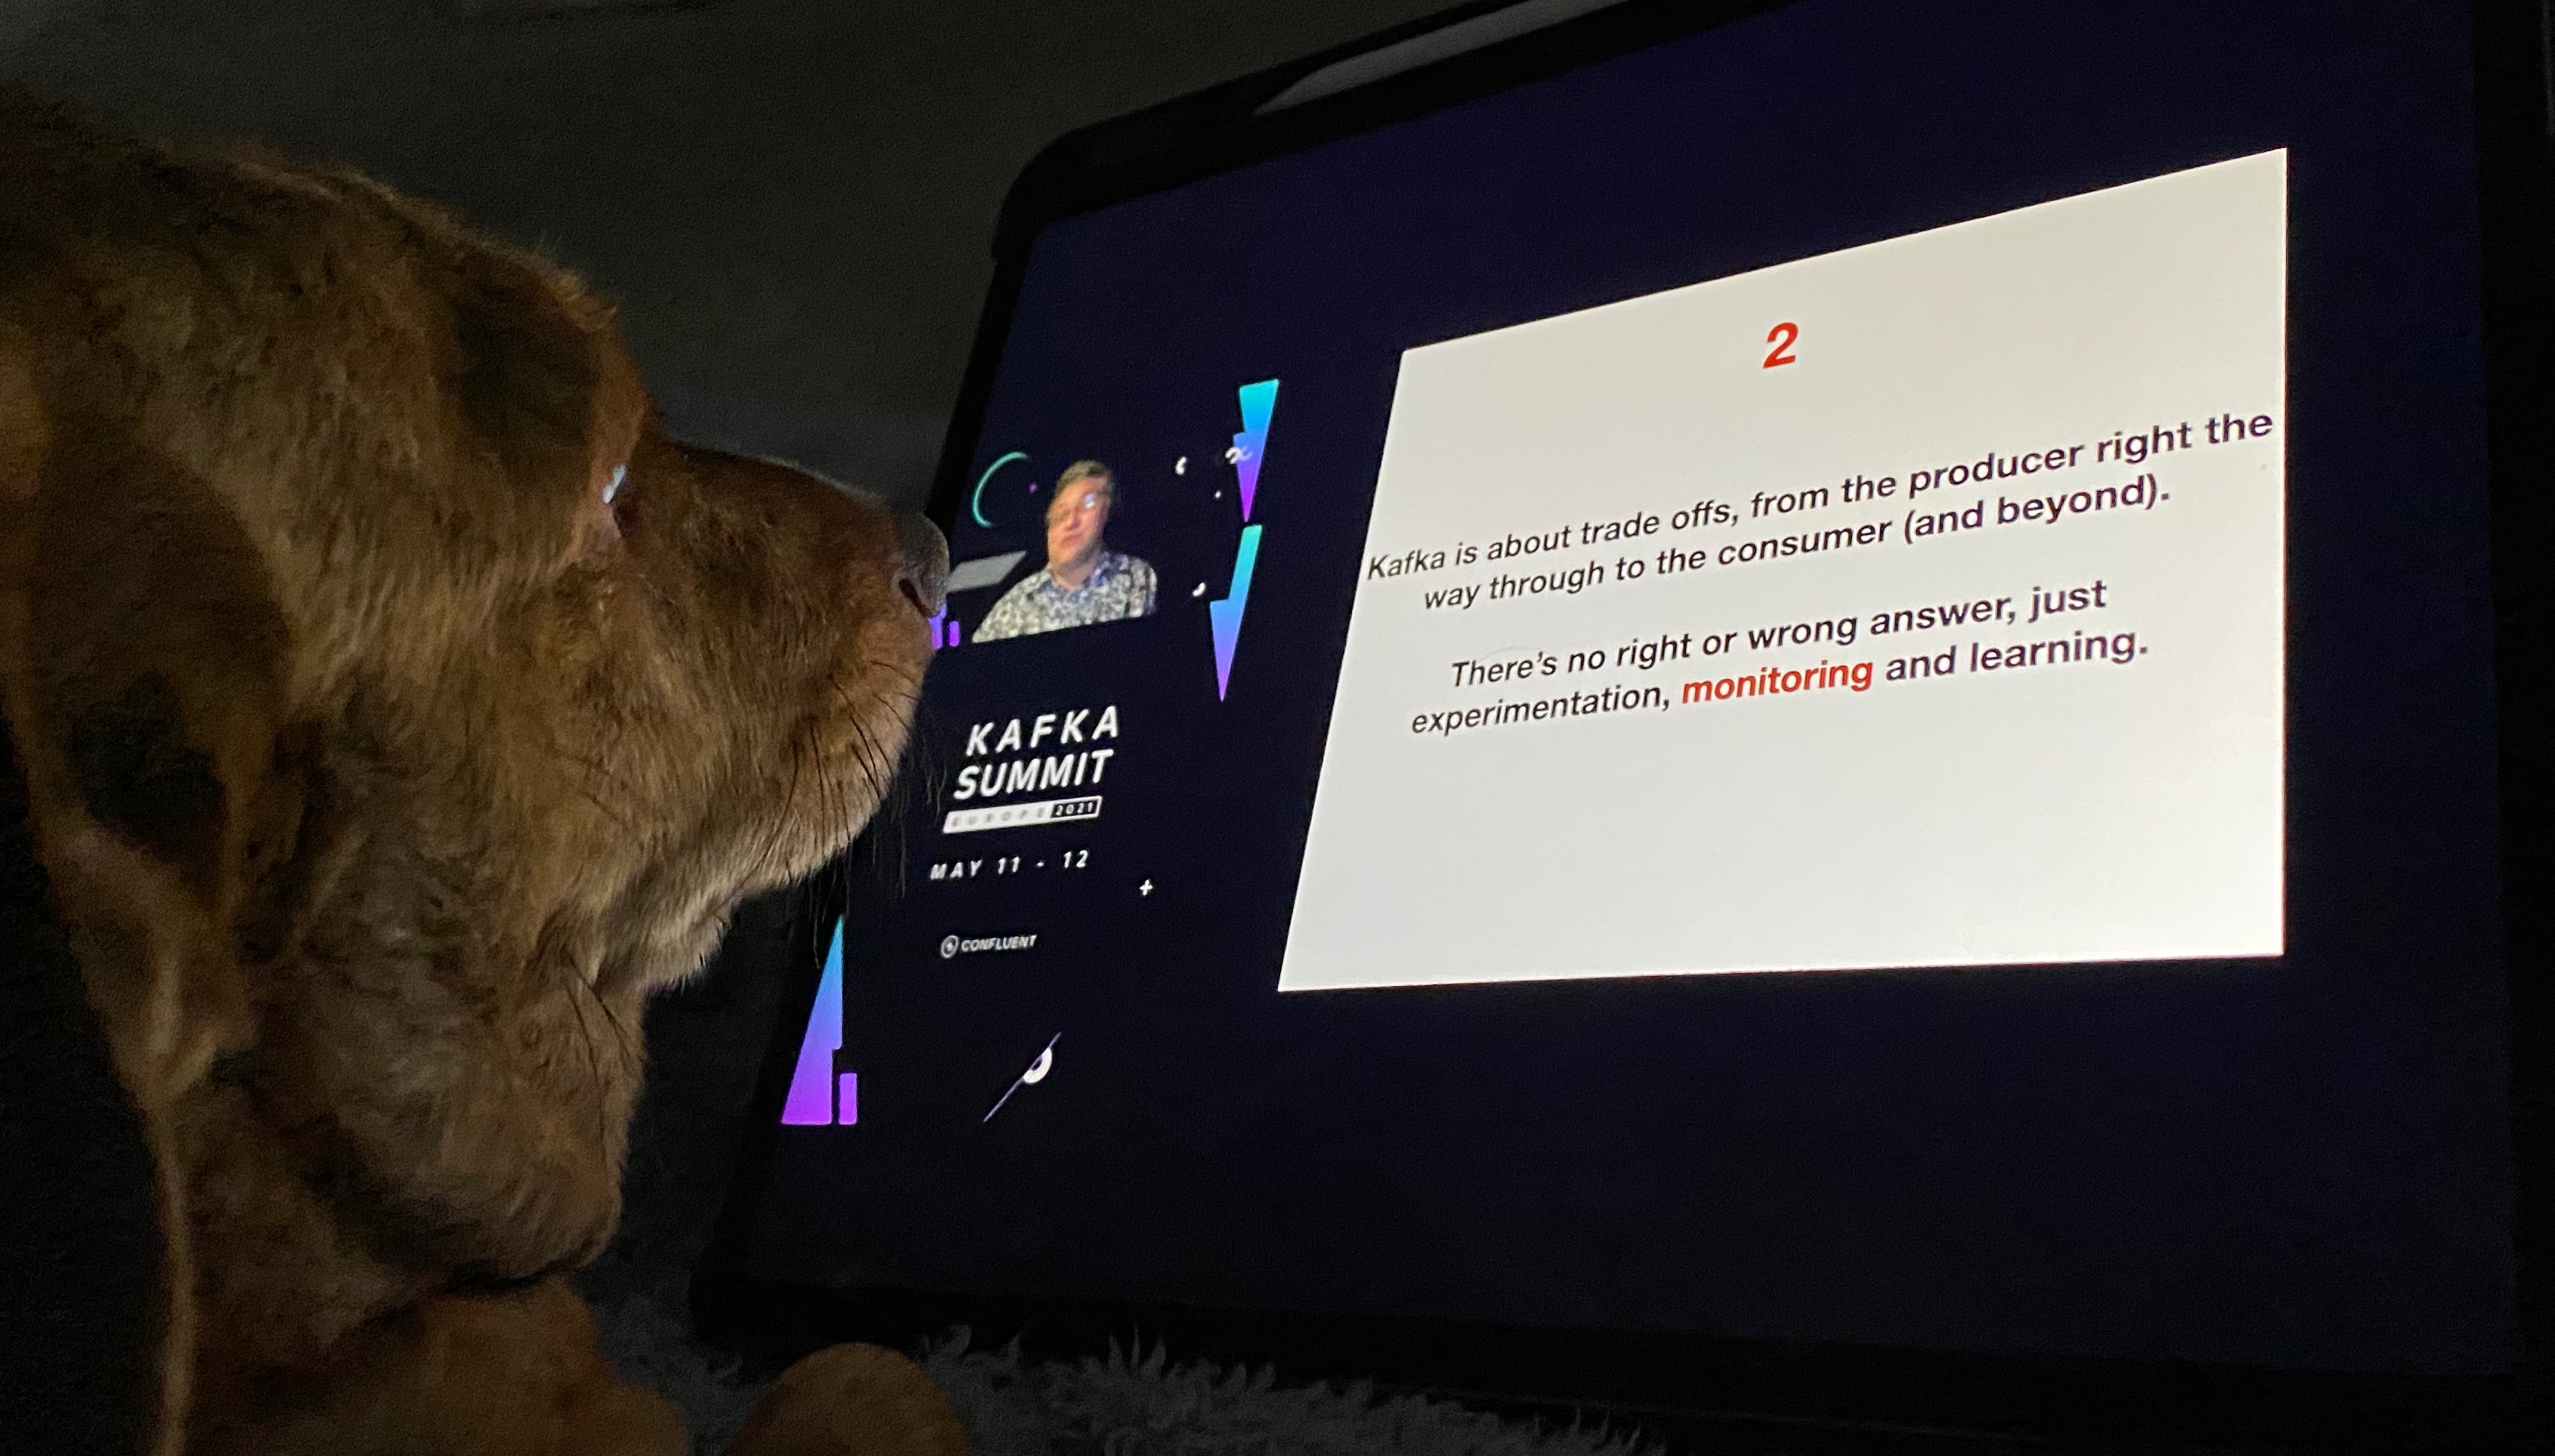 KAFKA
SUMMIT
EUROPE 2021
MAY 11 - 12
CONFLUENT
2
Kafka is about trade offs, from the producer right the
way through to the consumer (and beyond).
There's no right or wrong answer, just
experimentation, monitoring and learning.